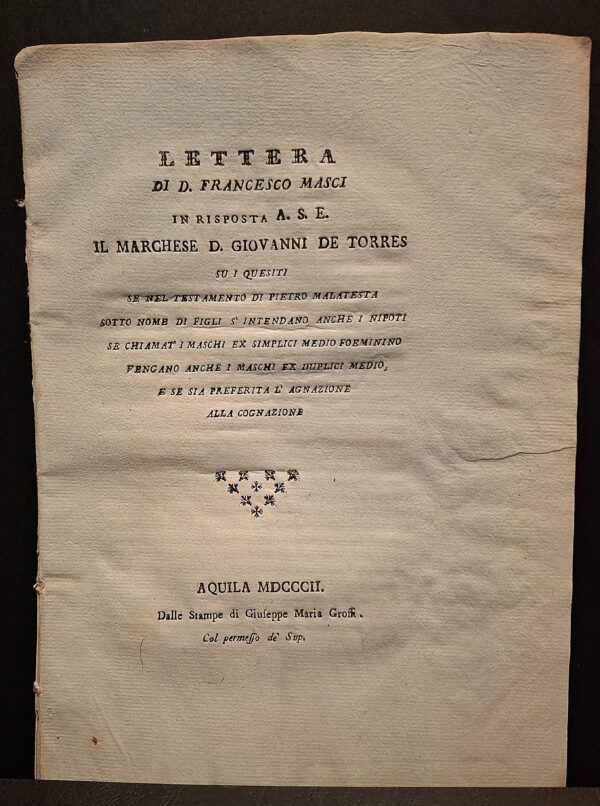 LETTERA
DI D. FRANCESCO MASCI
IN RISPOSTA A. S. E.
IL MARCHESE D. GIOVANNI DE TORRES
SU I QUESITI
SE NEL TESTAMENTO DI PIETRO MALATESTA
SOTTO NOME DI FIGLI S' INTENDANO ANCHE I NIPOTI
SE CHIAMAT' I MASCHI EX SIMPLICI MEDIO FOEMININO
VENGANO ANCHE I MASCHI EX DUPLICI MEDIO,
E SE SIA PREFERITA L' AGNAZIONE
ALLA COGNAZIONE
AQUILA MDCCCII.
Dalle Stampe di Giuſeppe Maria Groſſi.
Col permeſſo de' Sup.